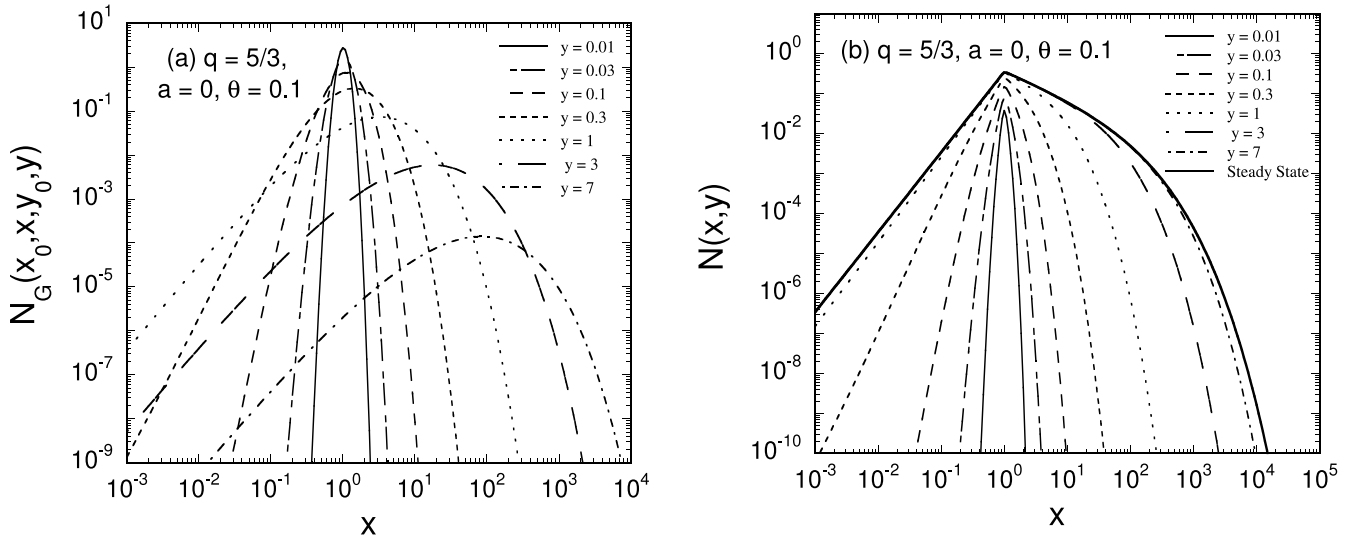 (a) q = 5/3,
a = 0, θ = 0.1
y = 0.01
y = 0.03
y = 0.1
y = 0.3
y = 1
y = 3
y = 7
10^1
10^-1
10^-3
10^-5
10^-7
10^-9
N_G(x_0,x,y_0,y)
10^-3 10^-2 10^-1 10^0 10^1 10^2 10^3 10^4
x
(b) q = 5/3, a = 0, θ = 0.1
y = 0.01
y = 0.03
y = 0.1
y = 0.3
y = 1
y = 3
y = 7
Steady State
10^0
10^-2
10^-4
10^-6
10^-8
10^-10
N(x,y)
10^-3 10^-2 10^-1 10^0 10^1 10^2 10^3 10^4 10^5
x